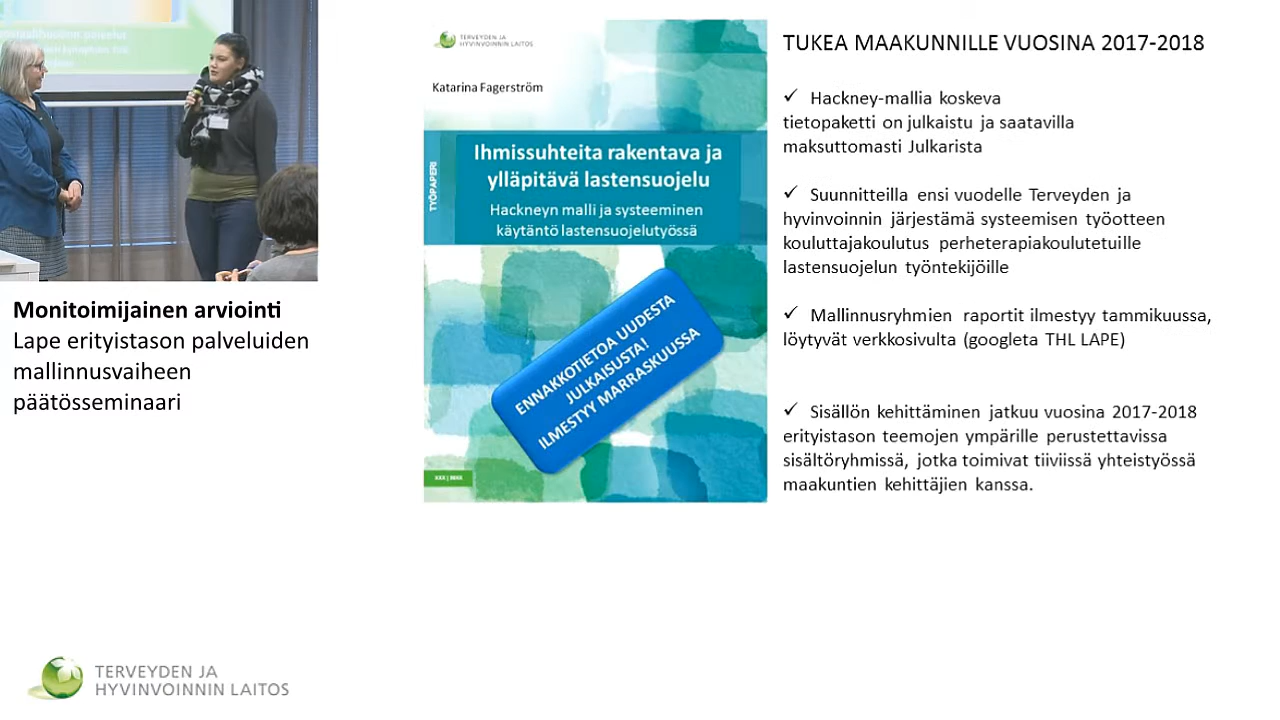 Monitoimijainen arviointi
Lape erityistason palveluiden
mallinnusvaiheen
päätösseminaari
TERVEYDEN JA
HYVINVOINNIN LAITOS
Katarina Fagerström
TYÖPAPERI
Ihmissuhteita rakentava ja
ylläpitävä lastensuojelu
Hackneyn malli ja systeeminen
käytäntö lastensuojelutyössä
ENNAKKOTIETOA UUDESTA
JULKAISUSTA!
ILMESTYY MARRASKUUSSA
TUKEA MAAKUNNILLE VUOSINA 2017-2018
✓ Hackney-mallia koskeva
tietopaketti on julkaistu ja saatavilla
maksuttomasti Julkarista
✓ Suunnitteilla ensi vuodelle Terveyden ja
hyvinvoinnin järjestämä systeemisen työotteen
kouluttajakoulutus perheterapiakoulutetuille
lastensuojelun työntekijöille
✓ Mallinnusryhmien raportit ilmestyy tammikuussa,
löytyvät verkkosivulta (googleta THL LAPE)
✓ Sisällön kehittäminen jatkuu vuosina 2017-2018
erityistason teemojen ympärille perustettavissa
sisältöryhmissä, jotka toimivat tiiviissä yhteistyössä
maakuntien kehittäjien kanssa.
TERVEYDEN JA
HYVINVOINNIN LAITOS